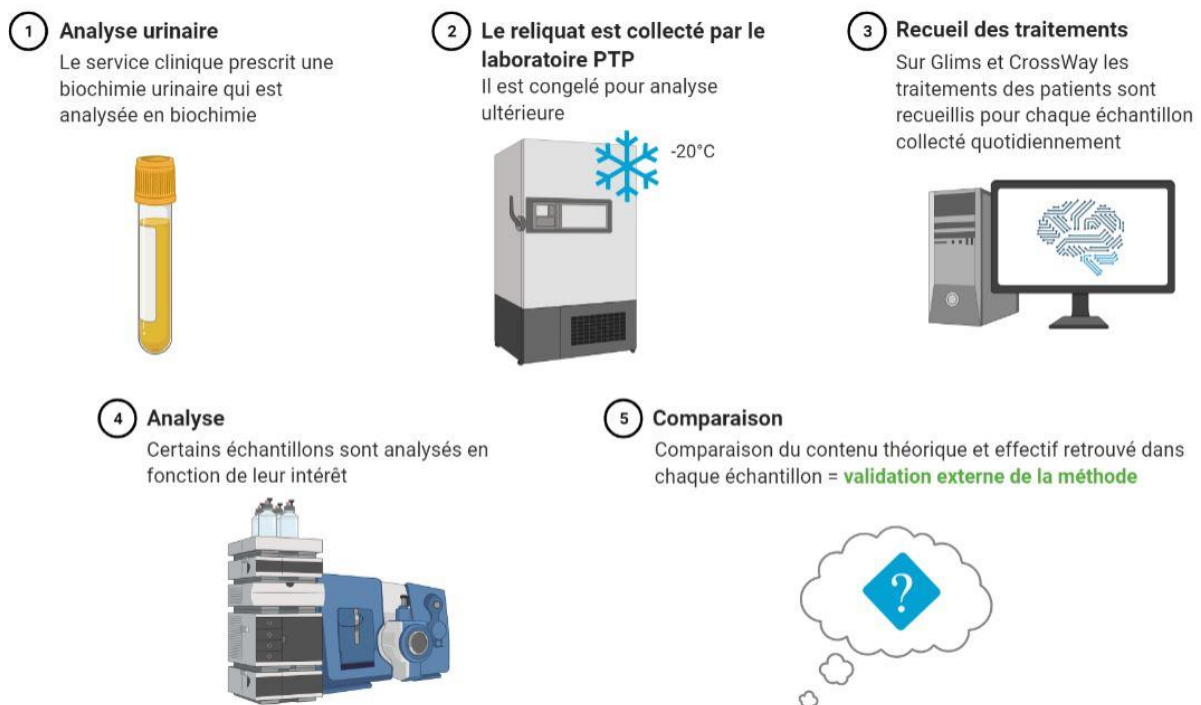 1 Analyse urinaire
Le service clinique prescrit une
biochimie urinaire qui est
analysée en biochimie
2 Le reliquat est collecté par le
laboratoire PTP
Il est congelé pour analyse
ultérieure
-20°C
3 Recueil des traitements
Sur Glims et CrossWay les
traitements des patients sont
recueillis pour chaque échantillon
collecté quotidiennement
4 Analyse
Certains échantillons sont analysés en
fonction de leur intérêt
5 Comparaison
Comparaison du contenu théorique et effectif retrouvé dans
chaque échantillon = validation externe de la méthode
?